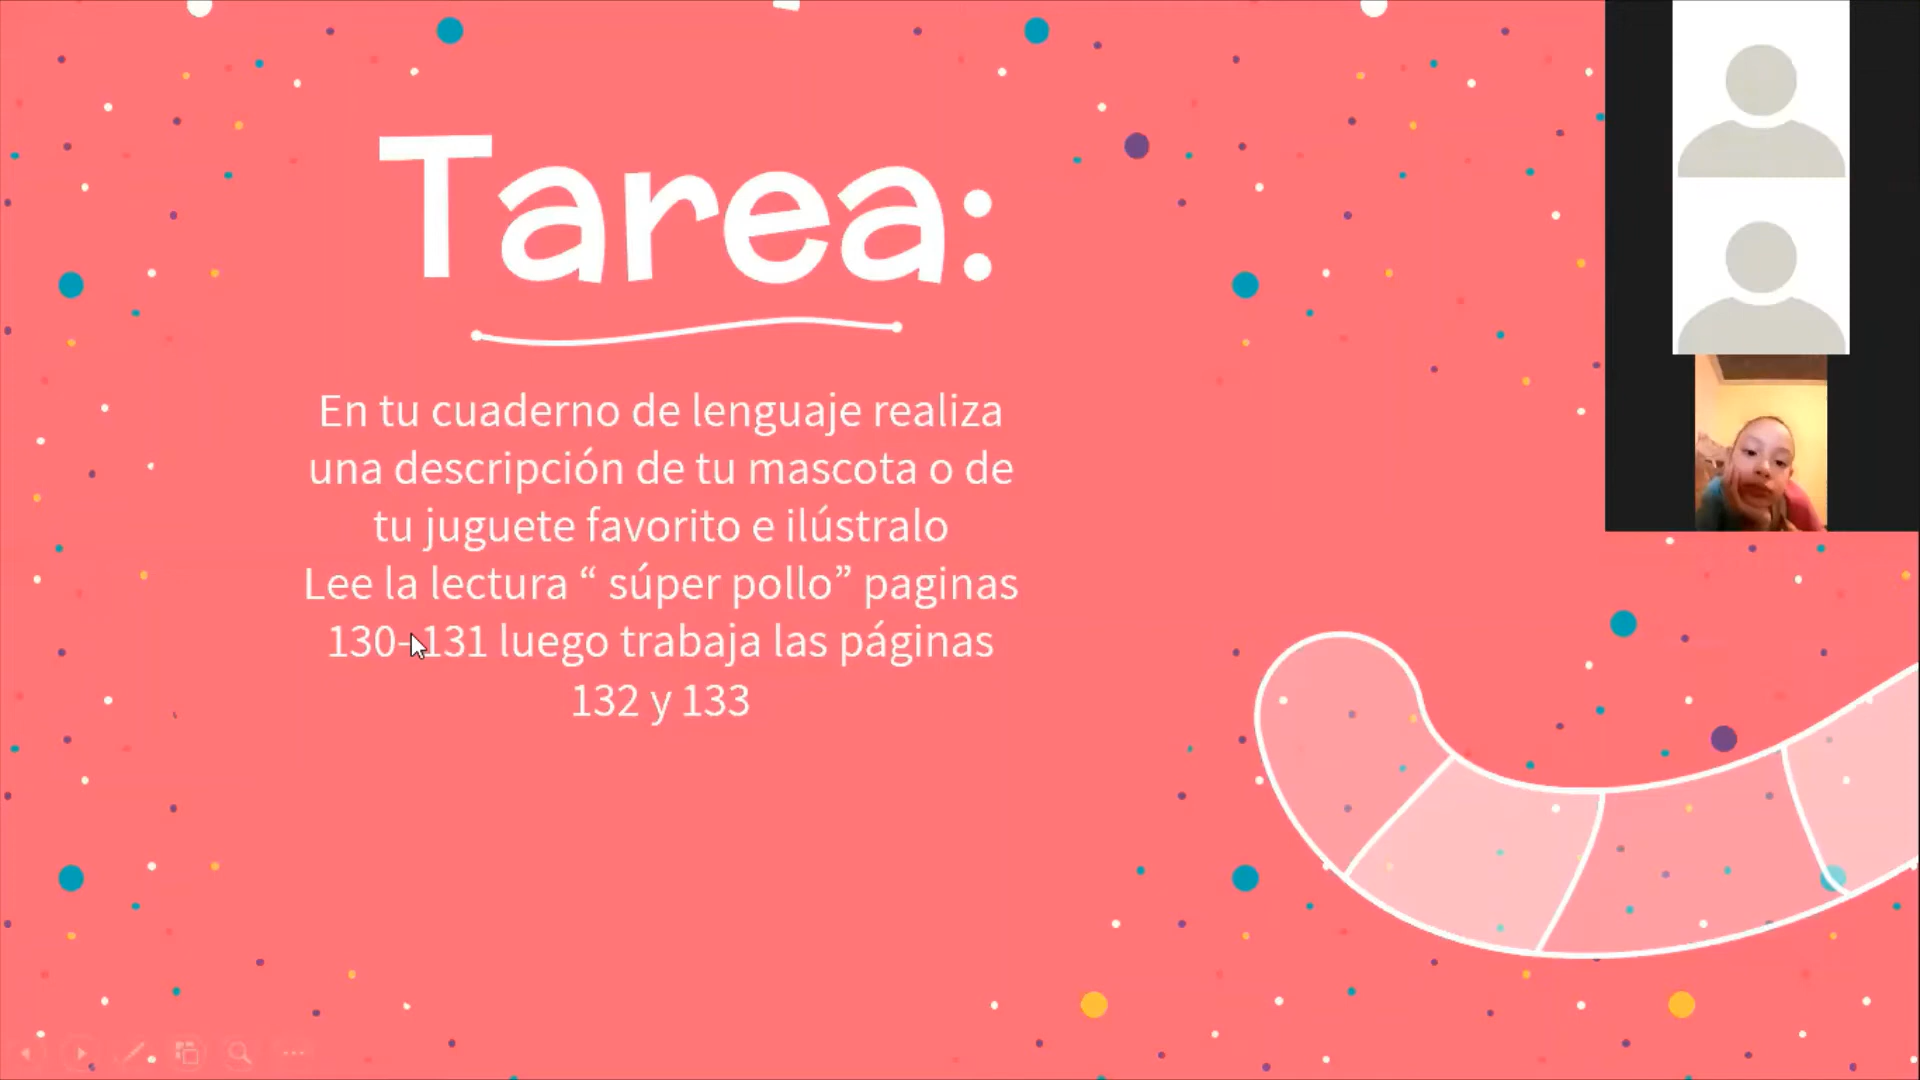 Tarea:
En tu cuaderno de lenguaje realiza
una descripción de tu mascota o de
tu juguete favorito e ilústralo
Lee la lectura “ súper pollo” paginas
130-131 luego trabaja las páginas
132 y 133